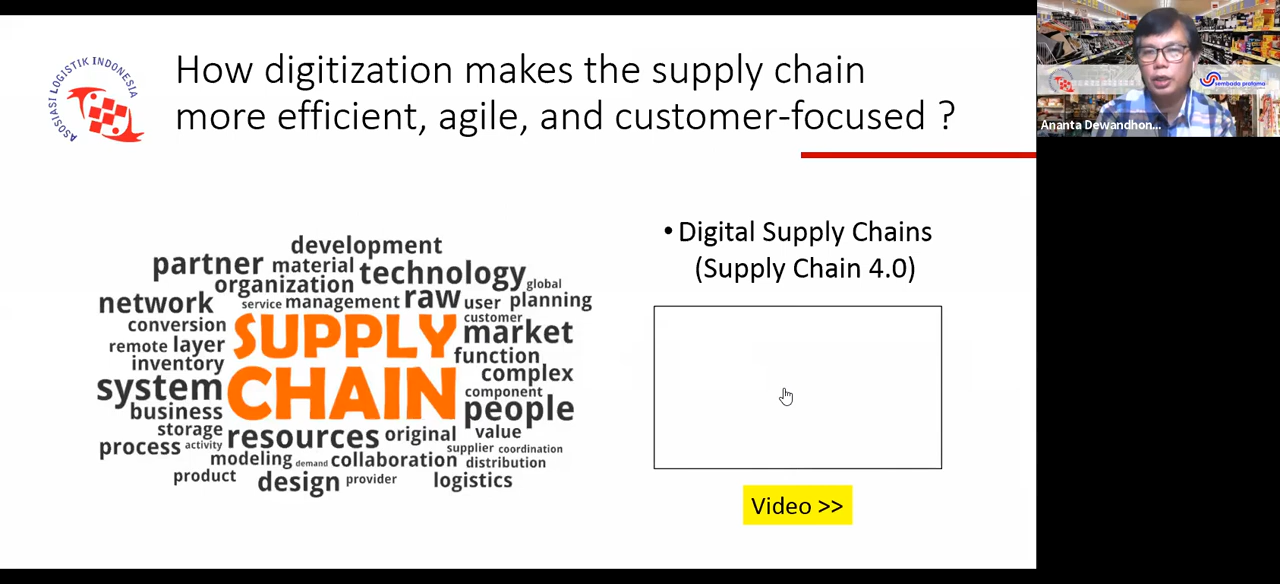 ASOSIASI LOGISTIK INDONESIA
How digitization makes the supply chain
more efficient, agile, and customer-focused ?
sembada pratama
Ananta Dewandhon...
• Digital Supply Chains
(Supply Chain 4.0)
development
partner material technology
organization global
network service management raw user planning
conversion SUPPLY customer
market
remote layer function
inventory complex
system CHAIN component
business people
storage resources original value
process activity supplier coordination
modeling demand collaboration distribution
product design provider logistics
Video >>